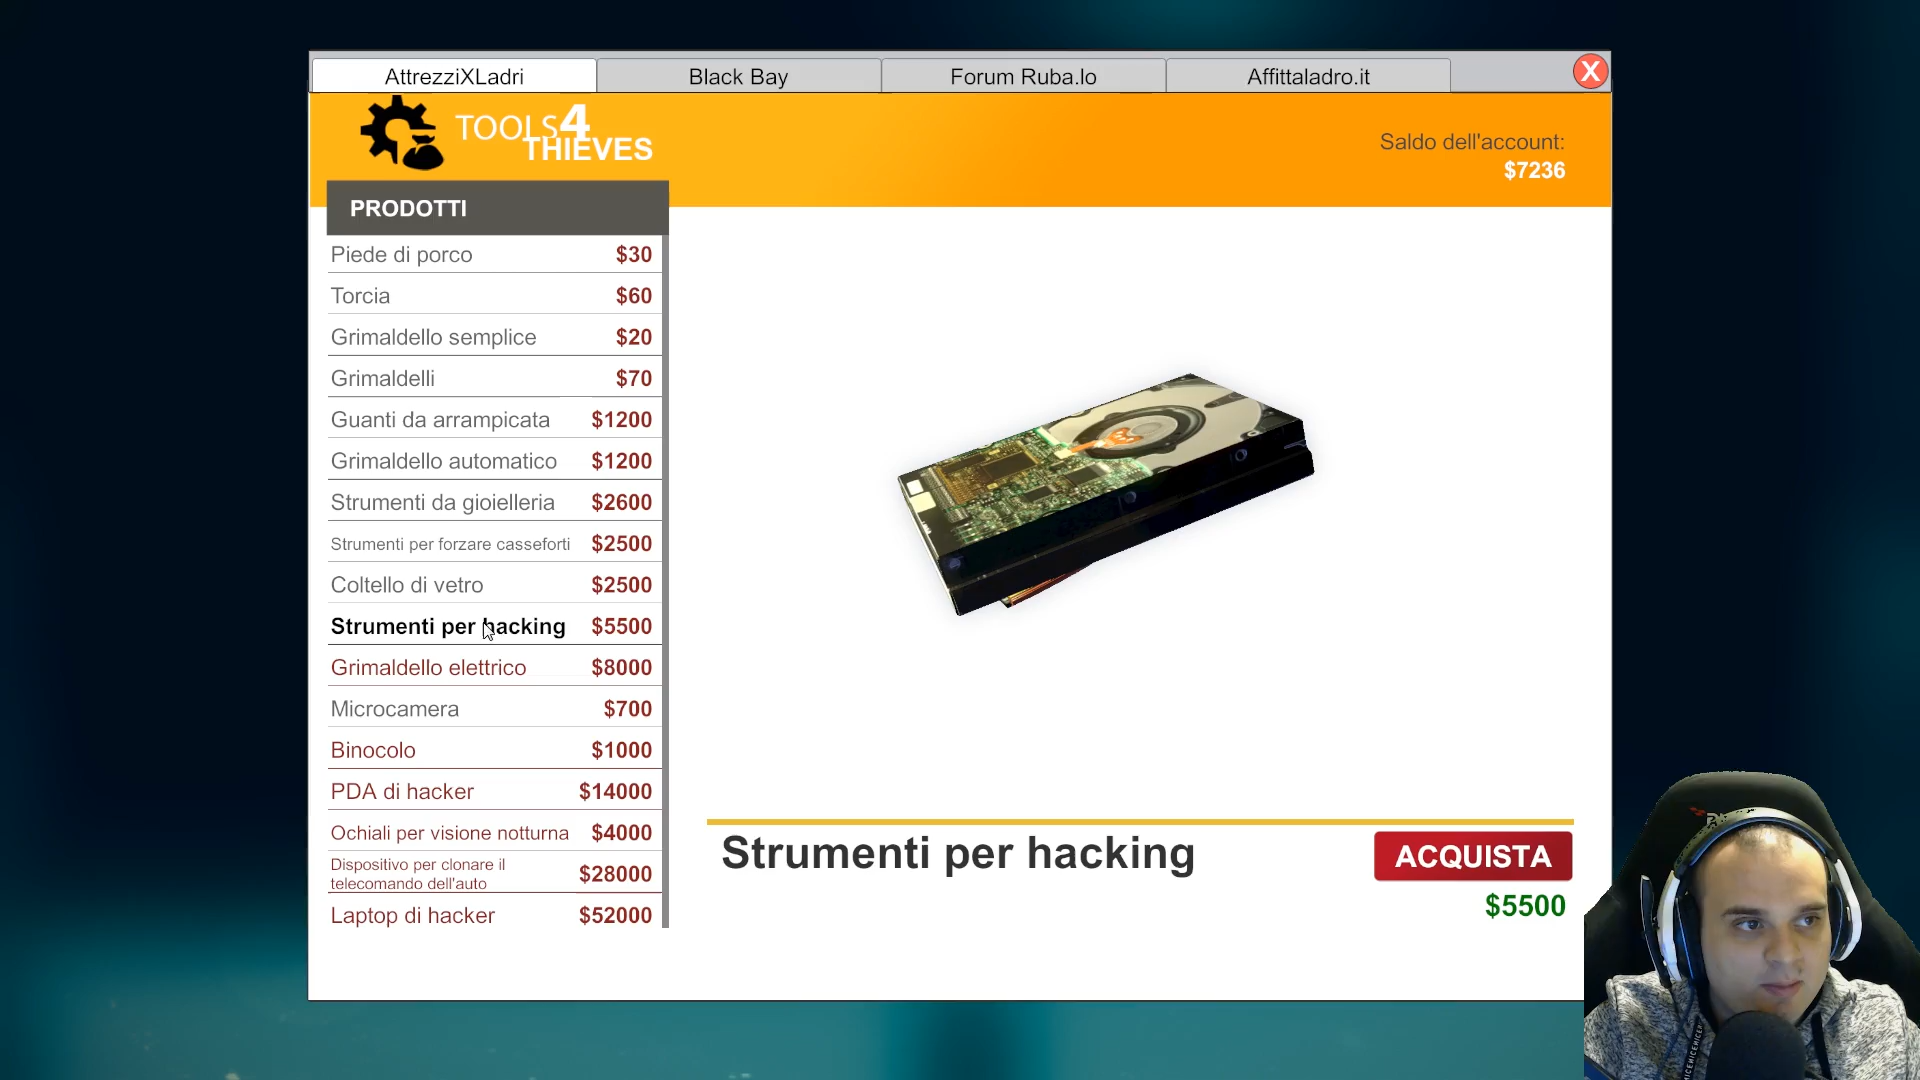 AttrezziXLadri
Black Bay
Forum Ruba.lo
Affittaladro.it
X
TOOLS4
THIEVES
Saldo dell'account:
$7236
PRODOTTI
Piede di porco $30
Torcia $60
Grimaldello semplice $20
Grimaldelli $70
Guanti da arrampicata $1200
Grimaldello automatico $1200
Strumenti da gioielleria $2600
Strumenti per forzare casseforti $2500
Coltello di vetro $2500
Strumenti per hacking $5500
Grimaldello elettrico $8000
Microcamera $700
Binocolo $1000
PDA di hacker $14000
Ochiali per visione notturna $4000
Dispositivo per clonare il
telecomando dell'auto $28000
Laptop di hacker $52000
Strumenti per hacking
ACQUISTA
$5500